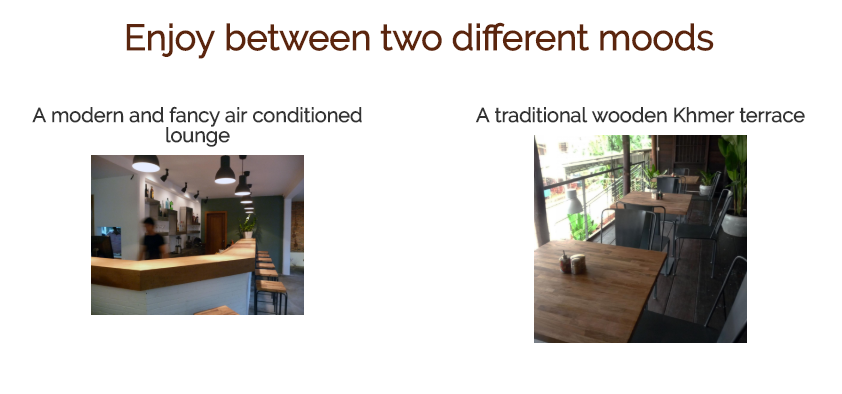 Enjoy between two different moods
A modern and fancy air conditioned
lounge
A traditional wooden Khmer terrace